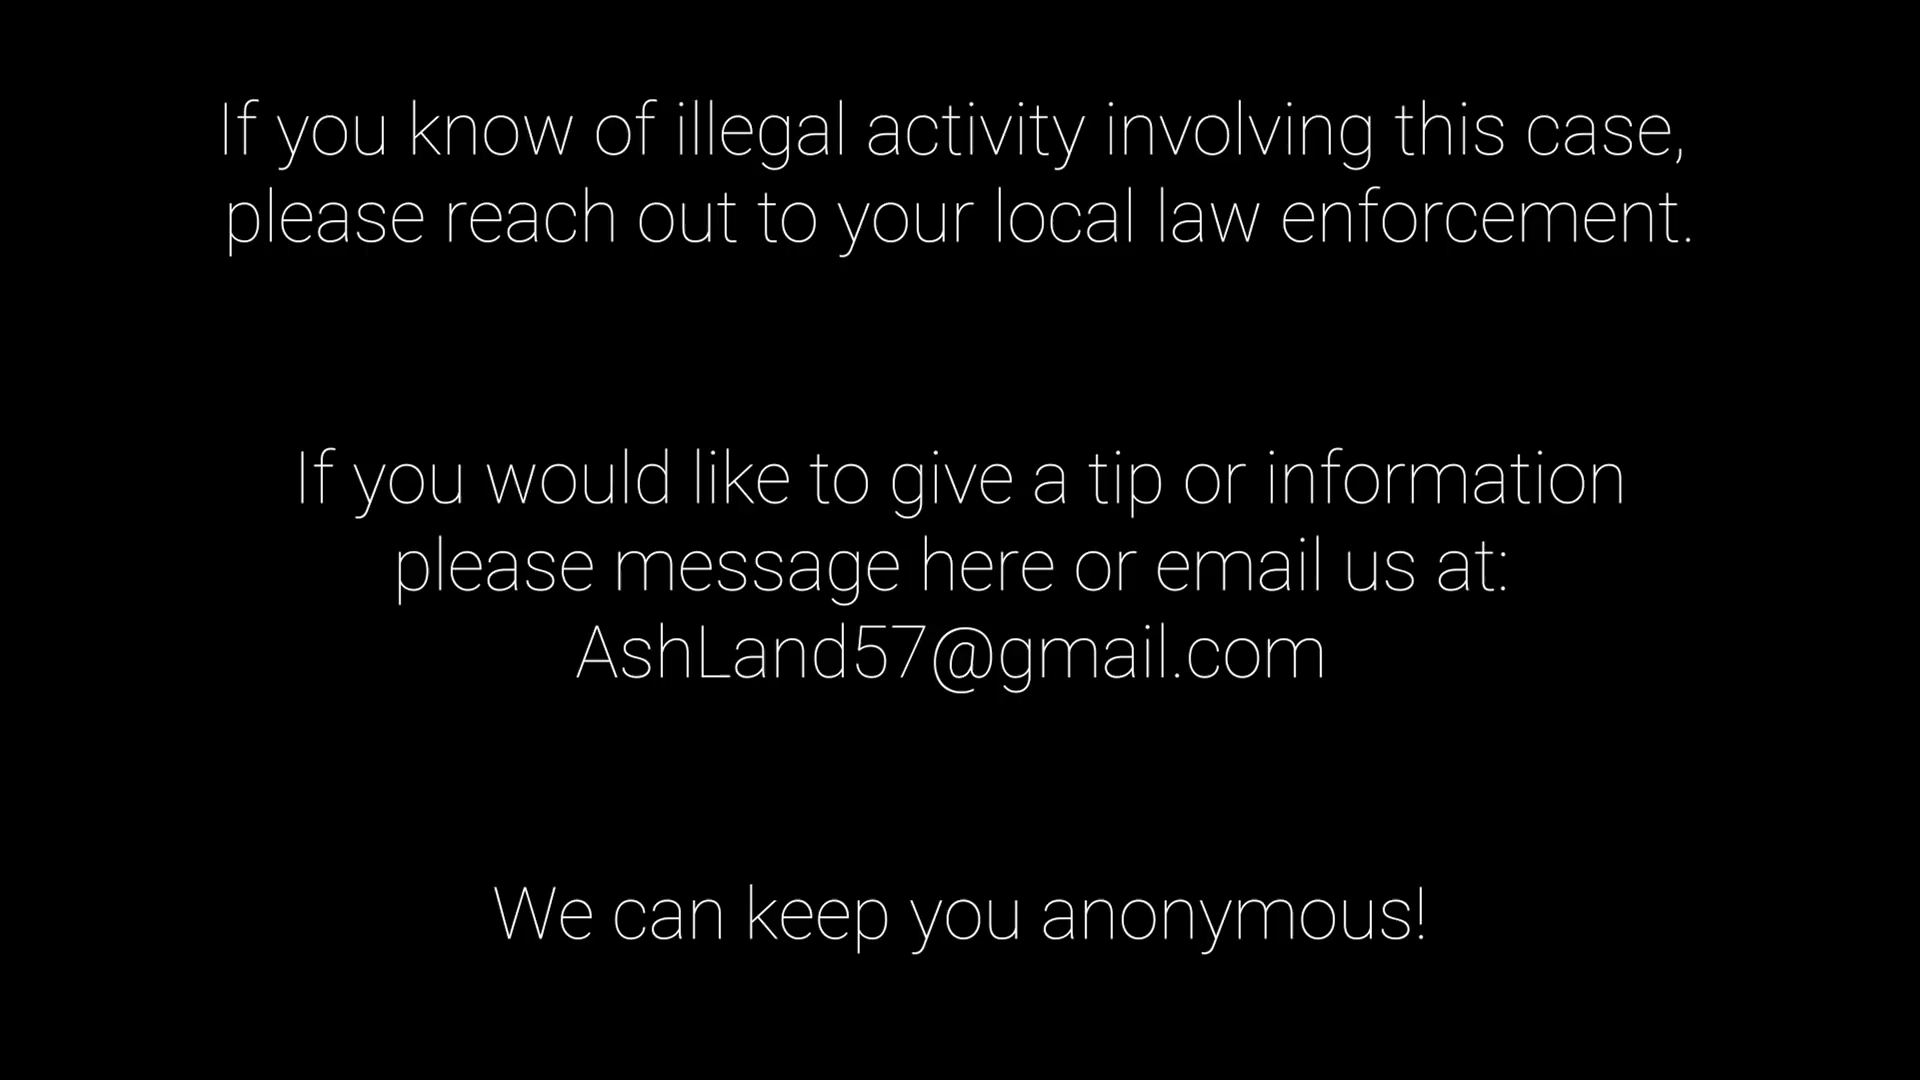 If you know of illegal activity involving this case,
please reach out to your local law enforcement.
If you would like to give a tip or information
please message here or email us at:
AshLand57@gmail.com
We can keep you anonymous!